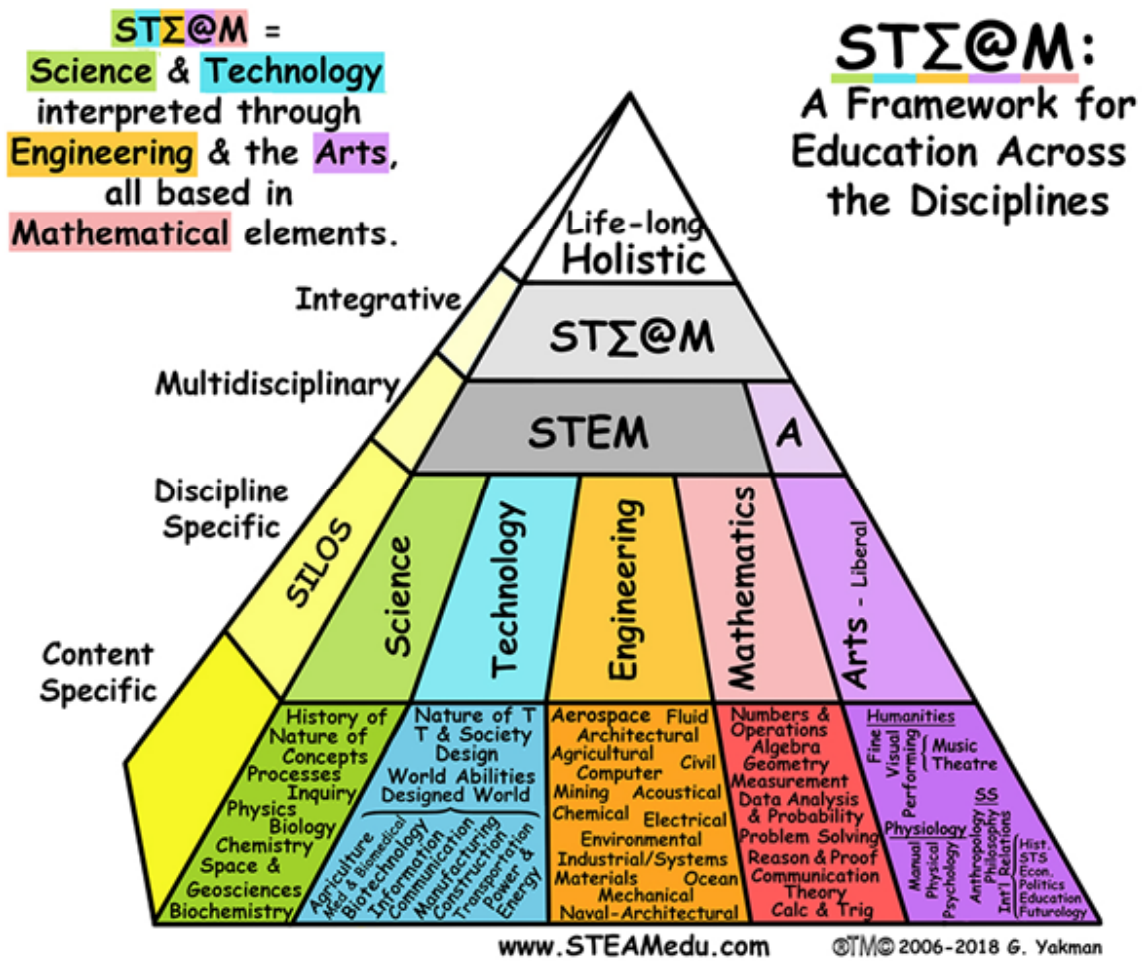 STΣ@M =
Science & Technology
interpreted through
Engineering & the Arts,
all based in
Mathematical elements.
STΣ@M:
A Framework for
Education Across
the Disciplines
Life-long
Holistic
Integrative
STΣ@M
Multidisciplinary
STEM
A
Discipline
Specific
SILOS
Science
Technology
Engineering
Mathematics
Arts - Liberal
Content
Specific
History of
Nature of
Concepts
Processes
Inquiry
Physics
Biology
Chemistry
Space &
Geosciences
Biochemistry
Nature of T
T & Society
Design
World Abilities
Designed World
Agriculture
Med & Biomedical
Biotechnology
Information
Communication
Manufacturing
Construction
Transportation
Power &
Energy
Aerospace Fluid
Architectural
Agricultural Civil
Computer
Mining Acoustical
Chemical Electrical
Environmental
Industrial/Systems
Materials Ocean
Mechanical
Naval-Architectural
Numbers &
Operations
Algebra
Geometry
Measurement
Data Analysis
& Probability
Problem Solving
Reason & Proof
Communication
Theory
Calc & Trig
Humanities
Fine
Visual
Performing
Music
Theatre
Physiology
Manual
Physical
Psychology
SS
Anthropology
Philosophy
Int'l Relations
Hist.
STS
Econ.
Politics
Education
Futurology
www.STEAMedu.com
®™© 2006-2018 G. Yakman